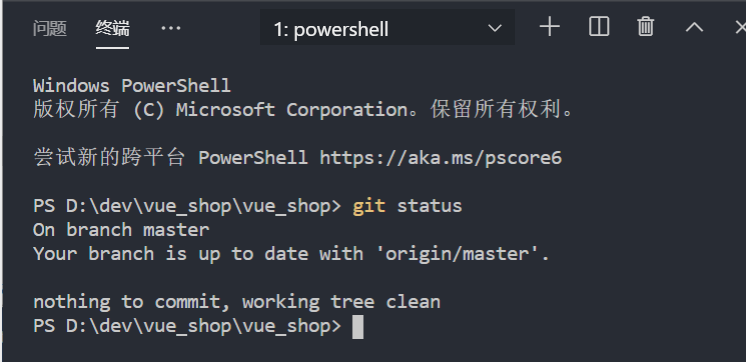 问题 终端 ··· 1: powershell
Windows PowerShell
版权所有 (C) Microsoft Corporation。保留所有权利。
尝试新的跨平台 PowerShell https://aka.ms/pscore6
PS D:\dev\vue_shop\vue_shop> git status
On branch master
Your branch is up to date with 'origin/master'.
nothing to commit, working tree clean
PS D:\dev\vue_shop\vue_shop>